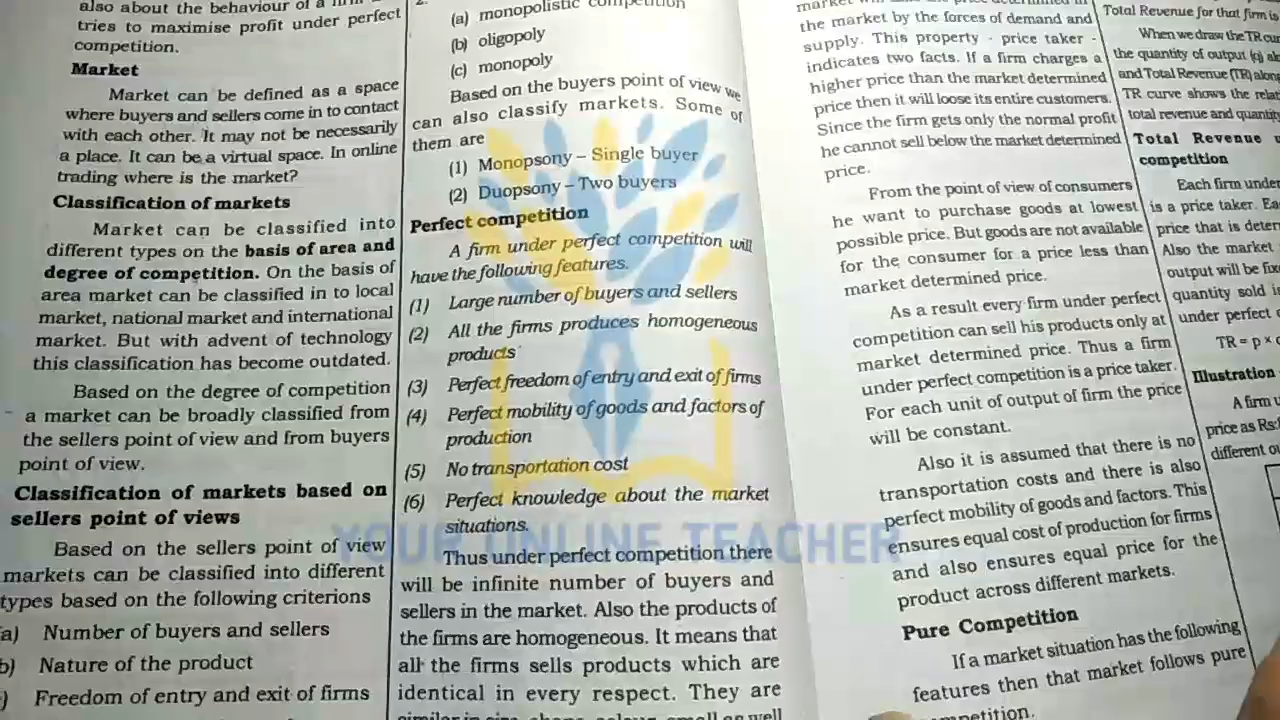 also about the behaviour of a
tries to maximise profit under perfect
competition.
Market
Market can be defined as a space
where buyers and sellers come in to contact
with each other. It may not be necessarily
a place. It can be a virtual space. In online
trading where is the market?
Classification of markets
Market can be classified into
different types on the basis of area and
degree of competition. On the basis of
area market can be classified in to local
market, national market and international
market. But with advent of technology
this classification has become outdated.
Based on the degree of competition
a market can be broadly classified from
the sellers point of view and from buyers
point of view.
Classification of markets based on
sellers point of views
Based on the sellers point of view
markets can be classified into different
types based on the following criterions
a) Number of buyers and sellers
b) Nature of the product
) Freedom of entry and exit of firms
(a) monopolistic competition
(b) oligopoly
(c) monopoly
Based on the buyers point of view we
can also classify markets. Some of
them are
(1) Monopsony – Single buyer
(2) Duopsony – Two buyers
Perfect competition
A firm under perfect competition will
have the following features.
(1) Large number of buyers and sellers
(2) All the firms produces homogeneous
products
(3) Perfect freedom of entry and exit of firms
(4) Perfect mobility of goods and factors of
production
(5) No transportation cost
(6) Perfect knowledge about the market
situations.
Thus under perfect competition there
will be infinite number of buyers and
sellers in the market. Also the products of
the firms are homogeneous. It means that
all the firms sells products which are
identical in every respect. They are
the market by the forces of demand and
supply. This property - price taker -
indicates two facts. If a firm charges a
higher price than the market determined
price then it will loose its entire customers.
Since the firm gets only the normal profit
he cannot sell below the market determined
price.
From the point of view of consumers
he want to purchase goods at lowest
possible price. But goods are not available
for the consumer for a price less than
market determined price.
As a result every firm under perfect
competition can sell his products only at
market determined price. Thus a firm
under perfect competition is a price taker.
For each unit of output of firm the price
will be constant.
Also it is assumed that there is no
transportation costs and there is also
perfect mobility of goods and factors. This
ensures equal cost of production for firms
and also ensures equal price for the
product across different markets.
Pure Competition
If a market situation has the following
features then that market follows pure
competition.
Total Revenue for that firm is
When we draw the TR
the quantity of output (q)
and Total Revenue (TR)
TR curve shows the
total revenue and quantity
Total Revenue
competition
Each firm under
is a price taker.
price that is
Also the market
output will be
quantity sold
under perfect
TR = p ×
Illustration
A firm
price as
different
YOUR ONLINE TEACHER